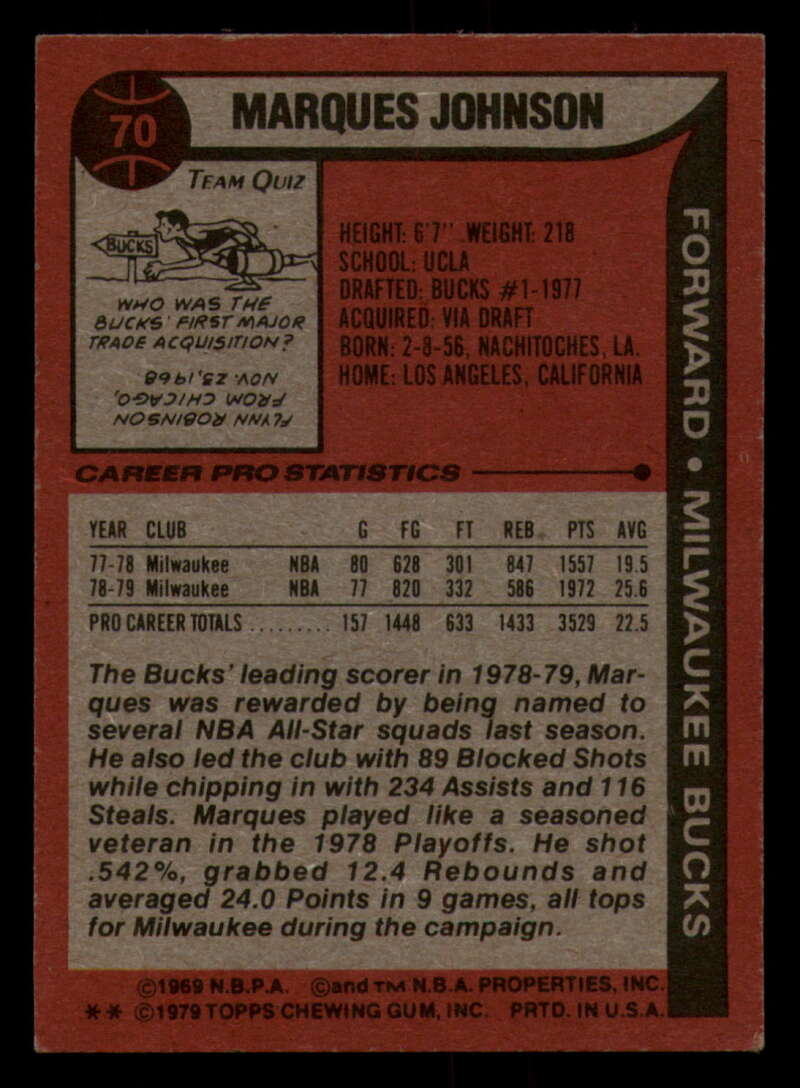 70
MARQUES JOHNSON
TEAM QUIZ
BUCKS
WHO WAS THE
BUCKS' FIRST MAJOR
TRADE ACQUISITION?
FLYNN ROBINSON
FROM CHICAGO,
NOV. 23, 1968
HEIGHT: 6'7" WEIGHT: 218
SCHOOL: UCLA
DRAFTED: BUCKS #1-1977
ACQUIRED: VIA DRAFT
BORN: 2-8-56, NACHITOCHES, LA.
HOME: LOS ANGELES, CALIFORNIA
FORWARD • MILWAUKEE BUCKS
CAREER PRO STATISTICS
YEAR CLUB G FG FT REB. PTS AVG
77-78 Milwaukee NBA 80 628 301 847 1557 19.5
78-79 Milwaukee NBA 77 820 332 586 1972 25.6
PRO CAREER TOTALS ......... 157 1448 633 1433 3529 22.5
The Bucks' leading scorer in 1978-79, Mar-
ques was rewarded by being named to
several NBA All-Star squads last season.
He also led the club with 89 Blocked Shots
while chipping in with 234 Assists and 116
Steals. Marques played like a seasoned
veteran in the 1978 Playoffs. He shot
.542%, grabbed 12.4 Rebounds and
averaged 24.0 Points in 9 games, all tops
for Milwaukee during the campaign.
©1969 N.B.P.A. ©and TM N.B.A. PROPERTIES, INC.
** ©1979 TOPPS CHEWING GUM, INC. PRTD. IN U.S.A.